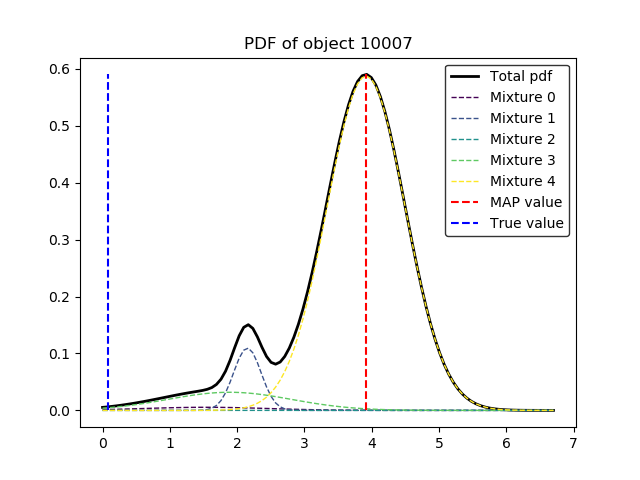 PDF of object 10007
0.6
0.5
0.4
0.3
0.2
0.1
0.0
0 1 2 3 4 5 6 7
Total pdf
Mixture 0
Mixture 1
Mixture 2
Mixture 3
Mixture 4
MAP value
True value